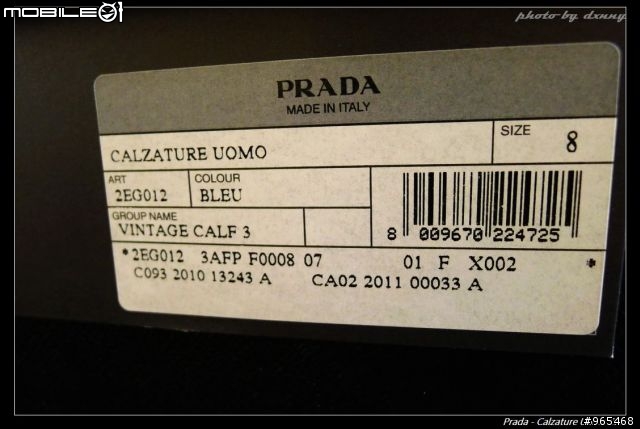 MOBILE01
photo by dxnny
PRADA
MADE IN ITALY
CALZATURE UOMO
SIZE 8
ART
2EG012
COLOUR
BLEU
GROUP NAME
VINTAGE CALF 3
8 009670 224725
*2EG012 3AFP F0008 07 01 F X002 *
C093 2010 13243 A CA02 2011 00033 A
Prada - Calzature
#965468